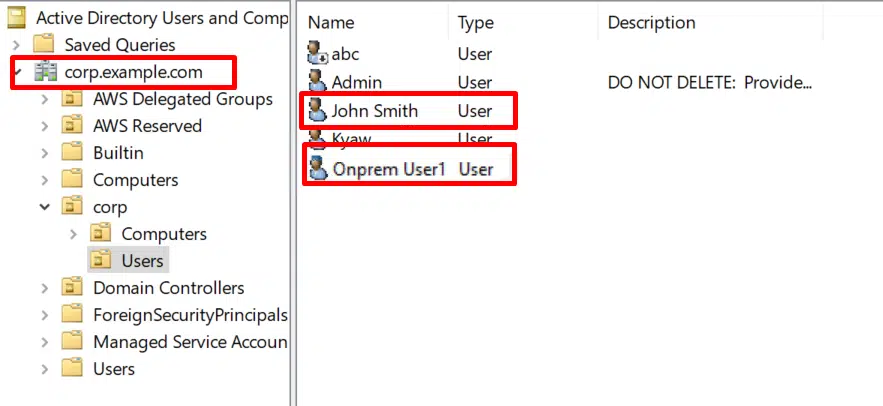 Active Directory Users and Comp
Saved Queries
corp.example.com
AWS Delegated Groups
AWS Reserved
Builtin
Computers
corp
Computers
Users
Domain Controllers
ForeignSecurityPrincipals
Managed Service Accoun
Users
Name Type Description
abc User
Admin User DO NOT DELETE: Provide...
John Smith User
Kyaw User
Onprem User1 User